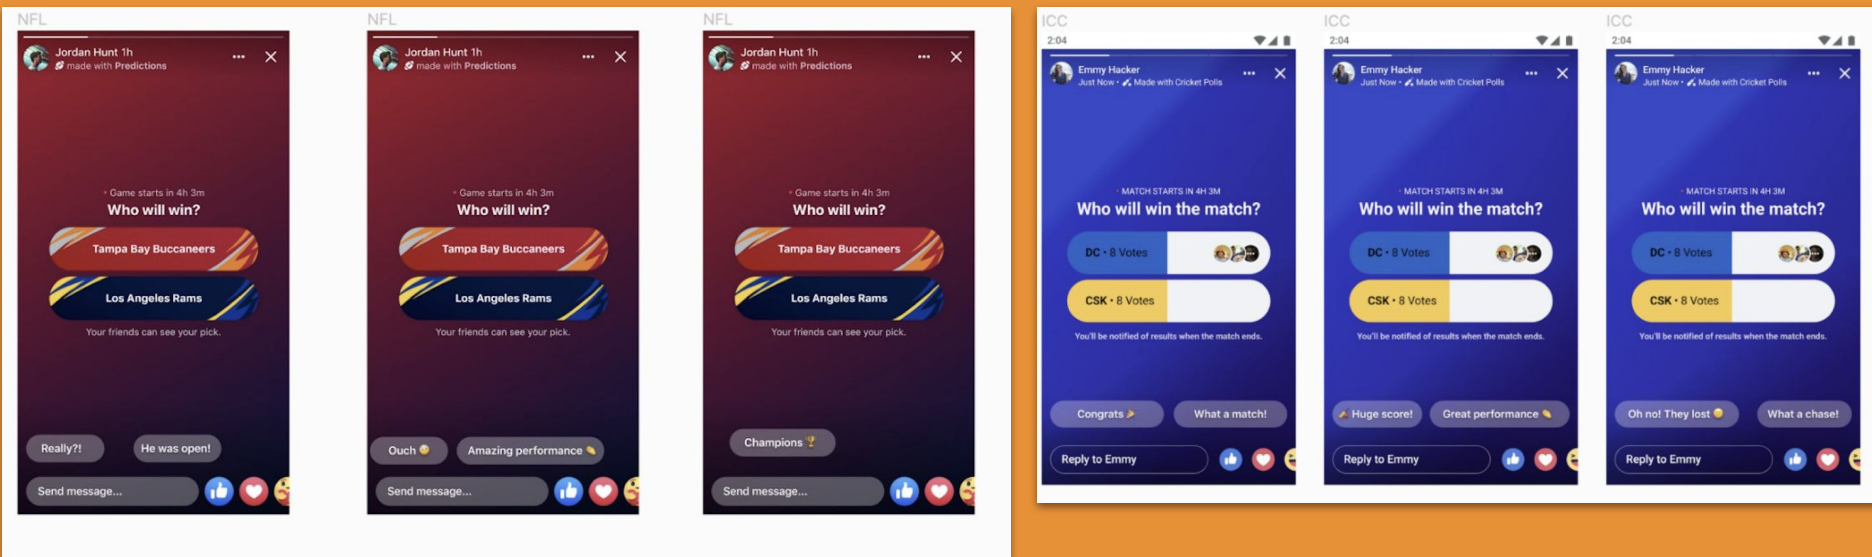 NFL
Jordan Hunt 1h
made with Predictions
Game starts in 4h 3m
Who will win?
Tampa Bay Buccaneers
Los Angeles Rams
Your friends can see your pick.
Really?!
He was open!
Send message...
NFL
Jordan Hunt 1h
made with Predictions
Game starts in 4h 3m
Who will win?
Tampa Bay Buccaneers
Los Angeles Rams
Your friends can see your pick.
Ouch
Amazing performance
Send message...
NFL
Jordan Hunt 1h
made with Predictions
Game starts in 4h 3m
Who will win?
Tampa Bay Buccaneers
Los Angeles Rams
Your friends can see your pick.
Champions
Send message...
ICC
2:04
Emmy Hacker
Just Now • Made with Cricket Polls
MATCH STARTS IN 4H 3M
Who will win the match?
DC • 8 Votes
CSK • 8 Votes
You'll be notified of results when the match ends.
Congrats
What a match!
Reply to Emmy
ICC
2:04
Emmy Hacker
Just Now • Made with Cricket Polls
MATCH STARTS IN 4H 3M
Who will win the match?
DC • 8 Votes
CSK • 8 Votes
You'll be notified of results when the match ends.
Huge score!
Great performance
Reply to Emmy
ICC
2:04
Emmy Hacker
Just Now • Made with Cricket Polls
MATCH STARTS IN 4H 3M
Who will win the match?
DC • 8 Votes
CSK • 8 Votes
You'll be notified of results when the match ends.
Oh no! They lost
What a chase!
Reply to Emmy